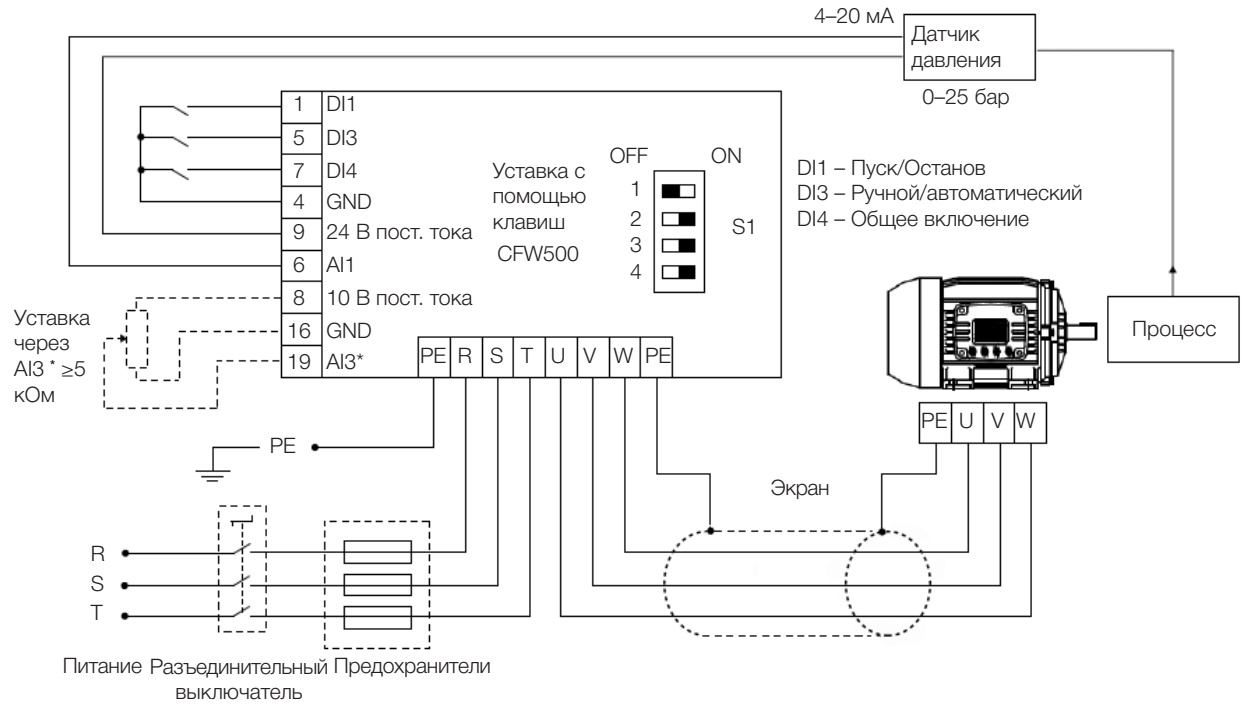 4–20 мА
Датчик
давления
0–25 бар
1 DI1
5 DI3
7 DI4
4 GND
9 24 В пост. тока
6 AI1
8 10 В пост. тока
16 GND
19 AI3*
Уставка с
помощью
клавиш
CFW500
OFF ON
1
2
3
4
S1
DI1 – Пуск/Останов
DI3 – Ручной/автоматический
DI4 – Общее включение
Уставка
через
AI3 * ≥5
кОм
PE R S T U V W PE
Процесс
PE U V W
PE
Экран
R
S
T
Питание
Разъединительный
выключатель
Предохранители